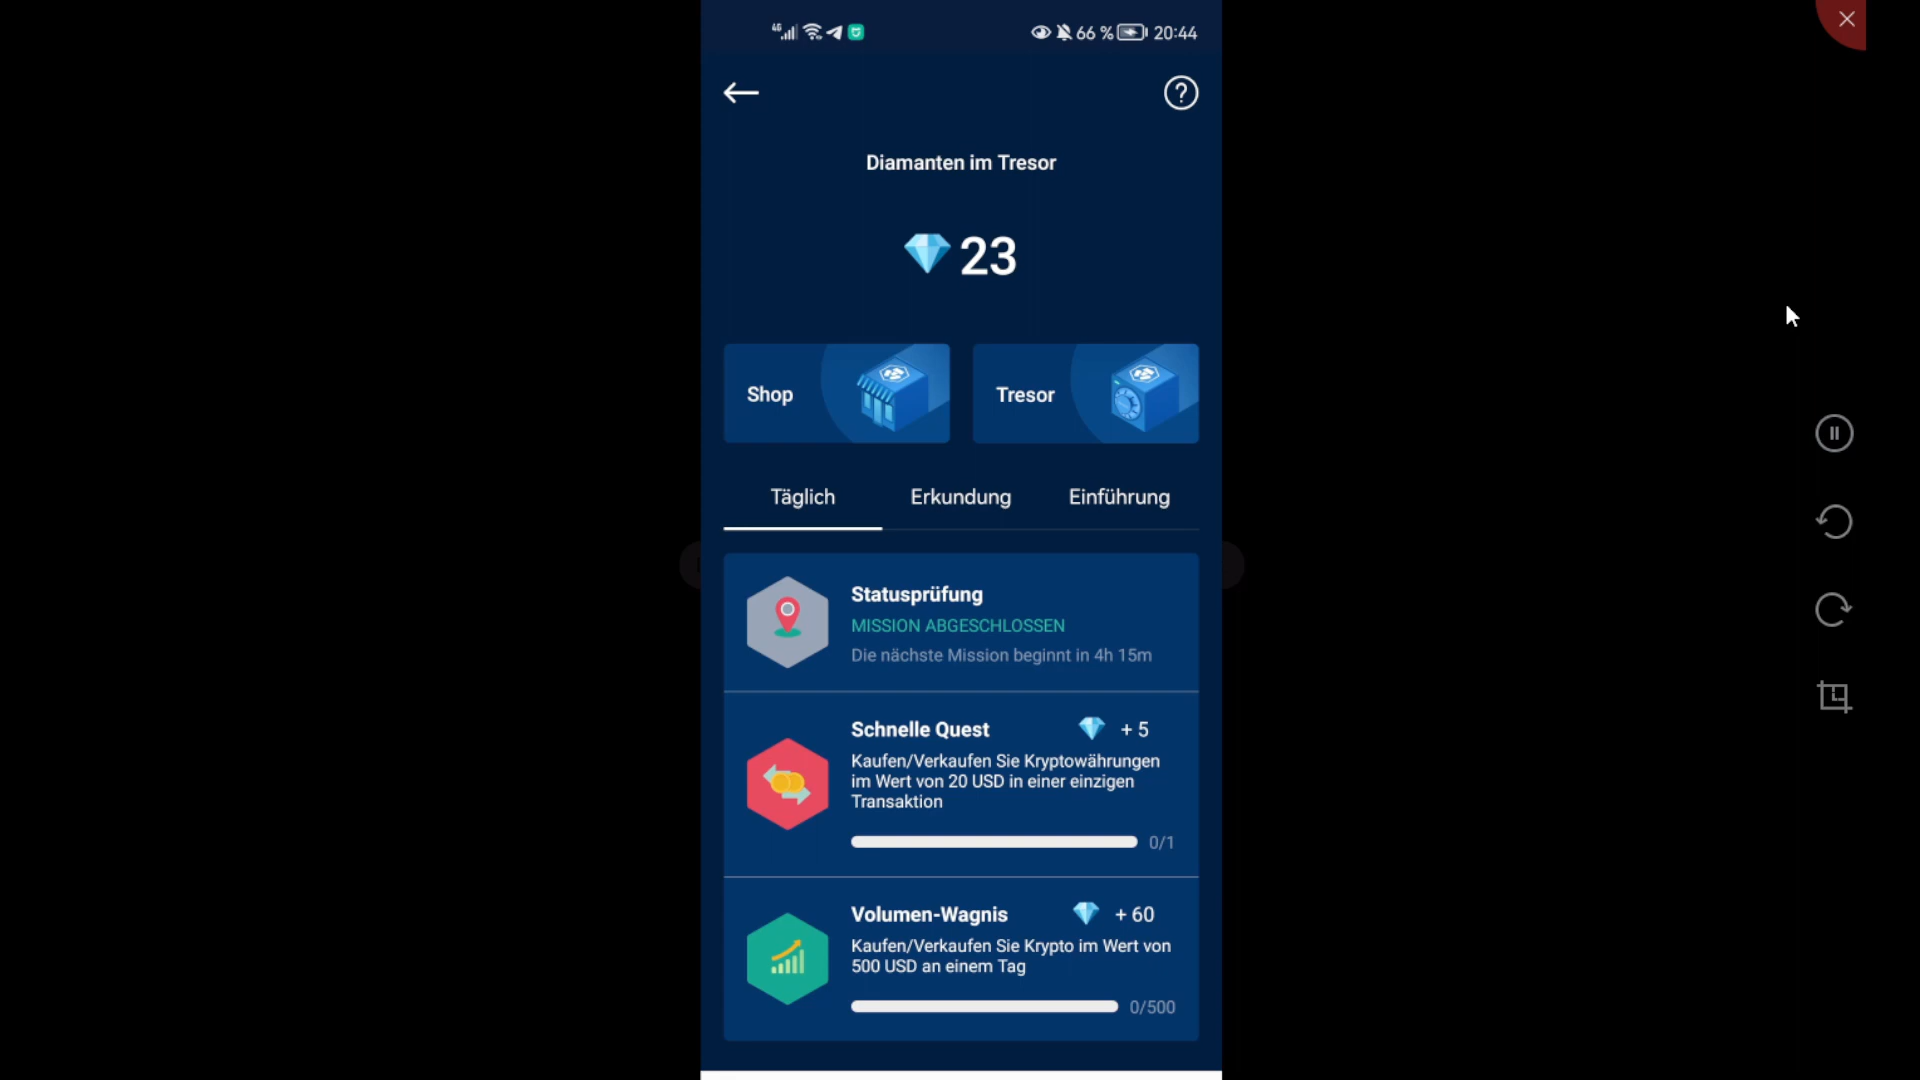 4G 66 % 20:44
Diamanten im Tresor
23
Shop
Tresor
Täglich Erkundung Einführung
Statusprüfung
MISSION ABGESCHLOSSEN
Die nächste Mission beginnt in 4h 15m
Schnelle Quest + 5
Kaufen/Verkaufen Sie Kryptowährungen
im Wert von 20 USD in einer einzigen
Transaktion
0/1
Volumen-Wagnis + 60
Kaufen/Verkaufen Sie Krypto im Wert von
500 USD an einem Tag
0/500